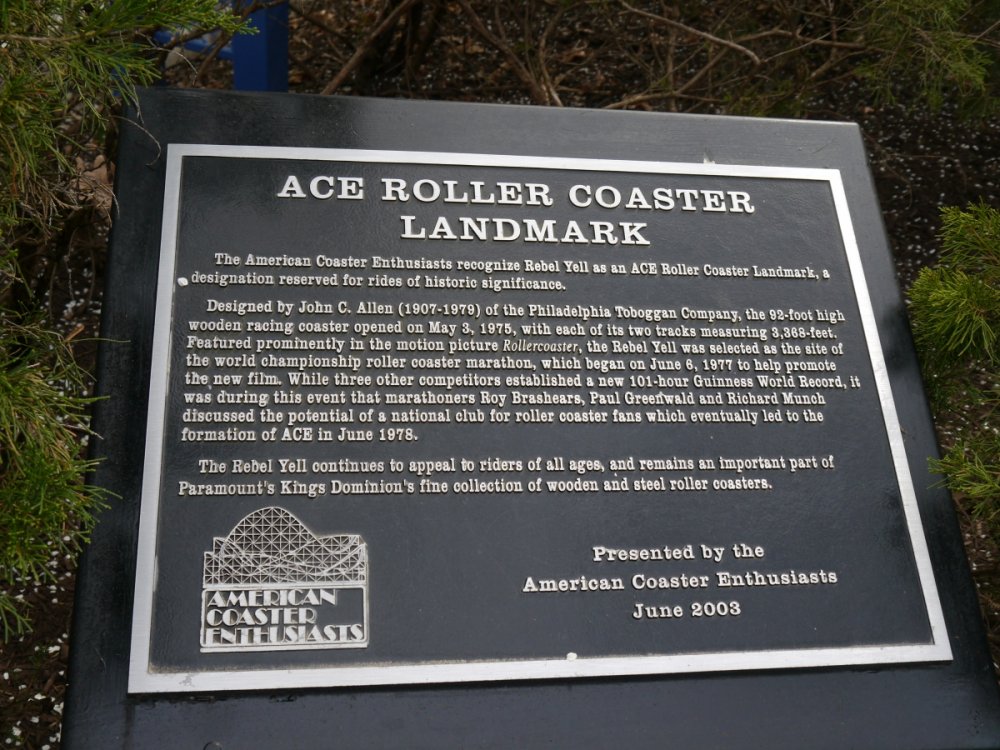 ACE ROLLER COASTER
LANDMARK
The American Coaster Enthusiasts recognize Rebel Yell as an ACE Roller Coaster Landmark, a
designation reserved for rides of historic significance.
Designed by John C. Allen (1907-1979) of the Philadelphia Toboggan Company, the 92-foot high
wooden racing coaster opened on May 3, 1975, with each of its two tracks measuring 3,368-feet.
Featured prominently in the motion picture Rollercoaster, the Rebel Yell was selected as the site of
the world championship roller coaster marathon, which began on June 6, 1977 to help promote
the new film. While three other competitors established a new 101-hour Guinness World Record, it
was during this event that marathoners Roy Brashears, Paul Greenwald and Richard Munch
discussed the potential of a national club for roller coaster fans which eventually led to the
formation of ACE in June 1978.
The Rebel Yell continues to appeal to riders of all ages, and remains an important part of
Paramount's Kings Dominion's fine collection of wooden and steel roller coasters.
Presented by the
American Coaster Enthusiasts
June 2003
AMERICAN
COASTER
ENTHUSIASTS